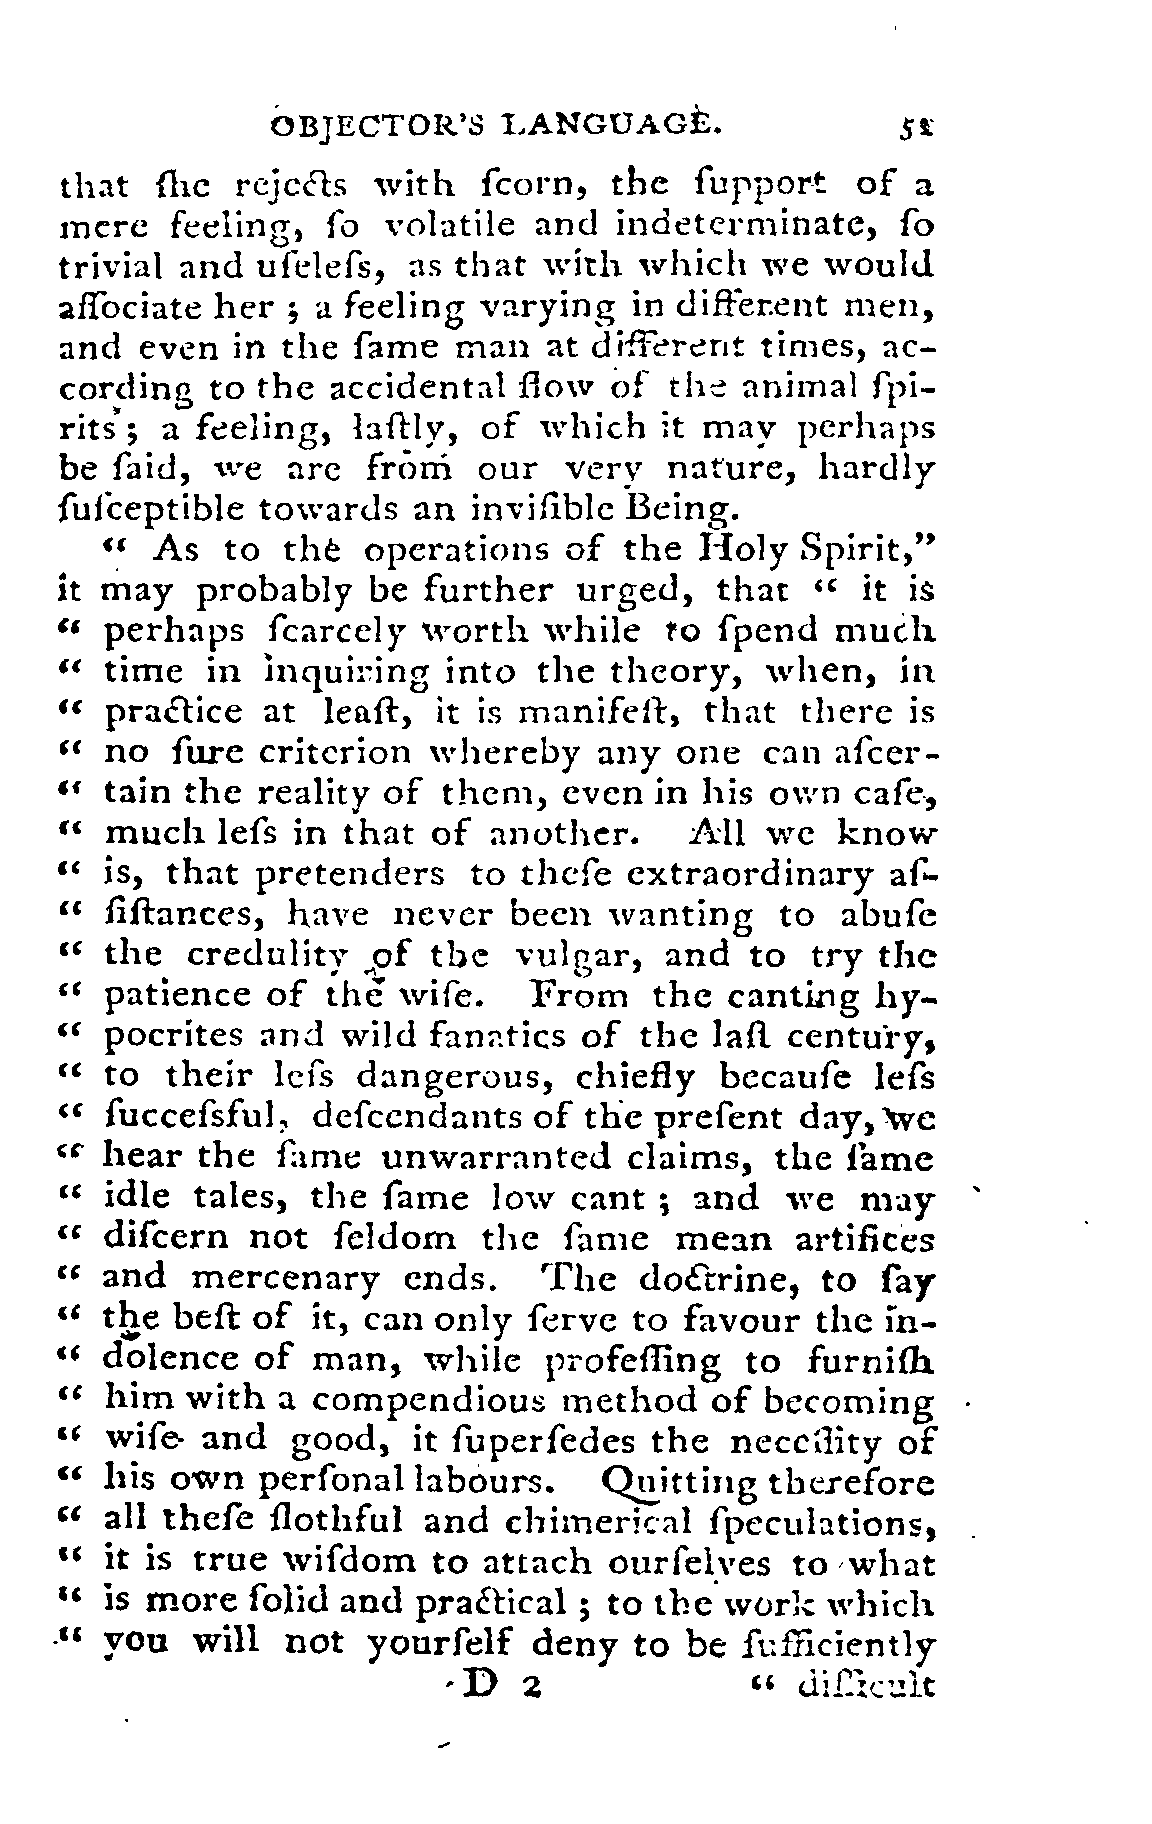 OBJECTOR'S LANGUAGE. 51
that ſhe rejects with ſcorn, the ſupport of a
mere feeling, ſo volatile and indeterminate, ſo
trivial and uſeleſs, as that with which we would
aſſociate her ; a feeling varying in different men,
and even in the ſame man at different times, ac-
cording to the accidental flow of the animal ſpi-
rits ; a feeling, laſtly, of which it may perhaps
be ſaid, we are from our very nature, hardly
ſuſceptible towards an inviſible Being.
“ As to the operations of the Holy Spirit,”
it may probably be further urged, that “ it is
“ perhaps ſcarcely worth while to ſpend much
“ time in inquiring into the theory, when, in
“ practice at leaſt, it is manifeſt, that there is
“ no ſure criterion whereby any one can aſcer-
“ tain the reality of them, even in his own caſe,
“ much leſs in that of another. All we know
“ is, that pretenders to theſe extraordinary aſ-
“ ſiſtances, have never been wanting to abuſe
“ the credulity of the vulgar, and to try the
“ patience of the wiſe. From the canting hy-
“ pocrites and wild fanatics of the laſt century,
“ to their leſs dangerous, chiefly becauſe leſs
“ ſucceſsful, deſcendants of the preſent day, we
“ hear the ſame unwarranted claims, the ſame
“ idle tales, the ſame low cant ; and we may
“ diſcern not ſeldom the ſame mean artifices
“ and mercenary ends. The doctrine, to ſay
“ the beſt of it, can only ſerve to favour the in-
“ dolence of man, while profeſſing to furniſh
“ him with a compendious method of becoming
“ wiſe and good, it ſuperſedes the neceſſity of
“ his own perſonal labours. Quitting therefore
“ all theſe ſlothful and chimerical ſpeculations,
“ it is true wiſdom to attach ourſelves to what
“ is more ſolid and practical ; to the work which
“ you will not yourſelf deny to be ſufficiently
D 2 “ difficult